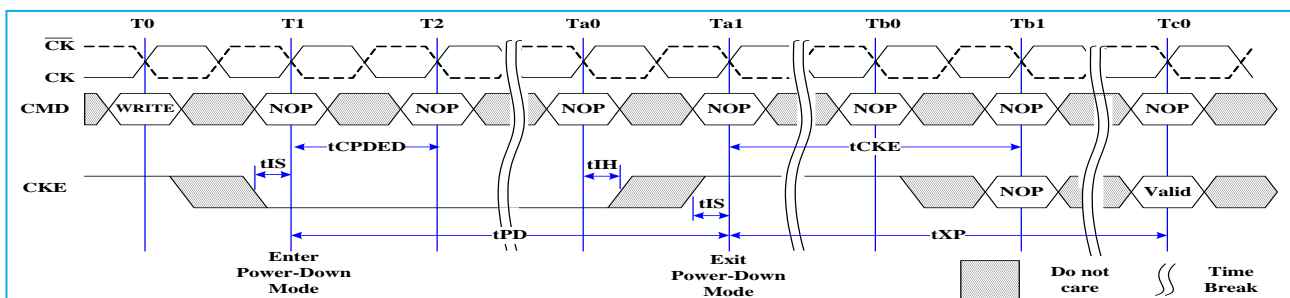 T0 T1 T2 Ta0 Ta1 Tb0 Tb1 Tc0
CK
CK
CMD WRITE NOP NOP NOP NOP NOP NOP NOP
tCPDED tCKE
tIS tIH
CKE NOP Valid
tIS
tPD tXP
Enter
Power-Down
Mode
Exit
Power-Down
Mode
Do not
care
Time
Break